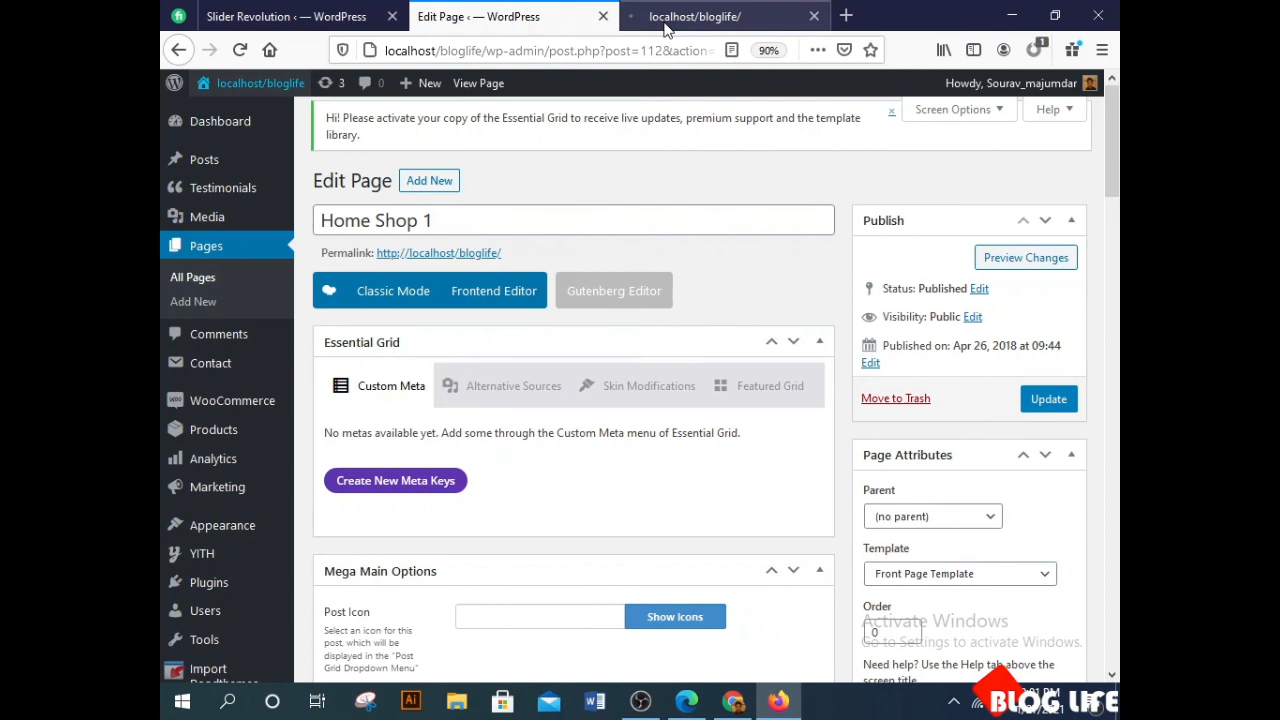 Slider Revolution ‹ — WordPress
Edit Page ‹ — WordPress
localhost/bloglife/
localhost/bloglife/wp-admin/post.php?post=112&action=
90%
1
localhost/bloglife
3
0
New
View Page
Howdy, Sourav_majumdar
Dashboard
Posts
Testimonials
Media
Pages
All Pages
Add New
Comments
Contact
WooCommerce
Products
Analytics
Marketing
Appearance
YITH
Plugins
Users
Tools
Import
Hi! Please activate your copy of the Essential Grid to receive live updates, premium support and the template
library.
x
Screen Options
Help
Edit Page
Add New
Home Shop 1
Permalink: http://localhost/bloglife/
Classic Mode
Frontend Editor
Gutenberg Editor
Essential Grid
Custom Meta
Alternative Sources
Skin Modifications
Featured Grid
No metas available yet. Add some through the Custom Meta menu of Essential Grid.
Create New Meta Keys
Mega Main Options
Post Icon
Show Icons
Select an icon for this
post, which will be
displayed in the "Post
Grid Dropdown Menu"
Publish
Preview Changes
Status: Published Edit
Visibility: Public Edit
Published on: Apr 26, 2018 at 09:44
Edit
Move to Trash
Update
Page Attributes
Parent
(no parent)
Template
Front Page Template
Order
0
Need help? Use the Help tab above the
screen title.
Activate Windows
Go to Settings to activate Windows.
BLOG LIFE